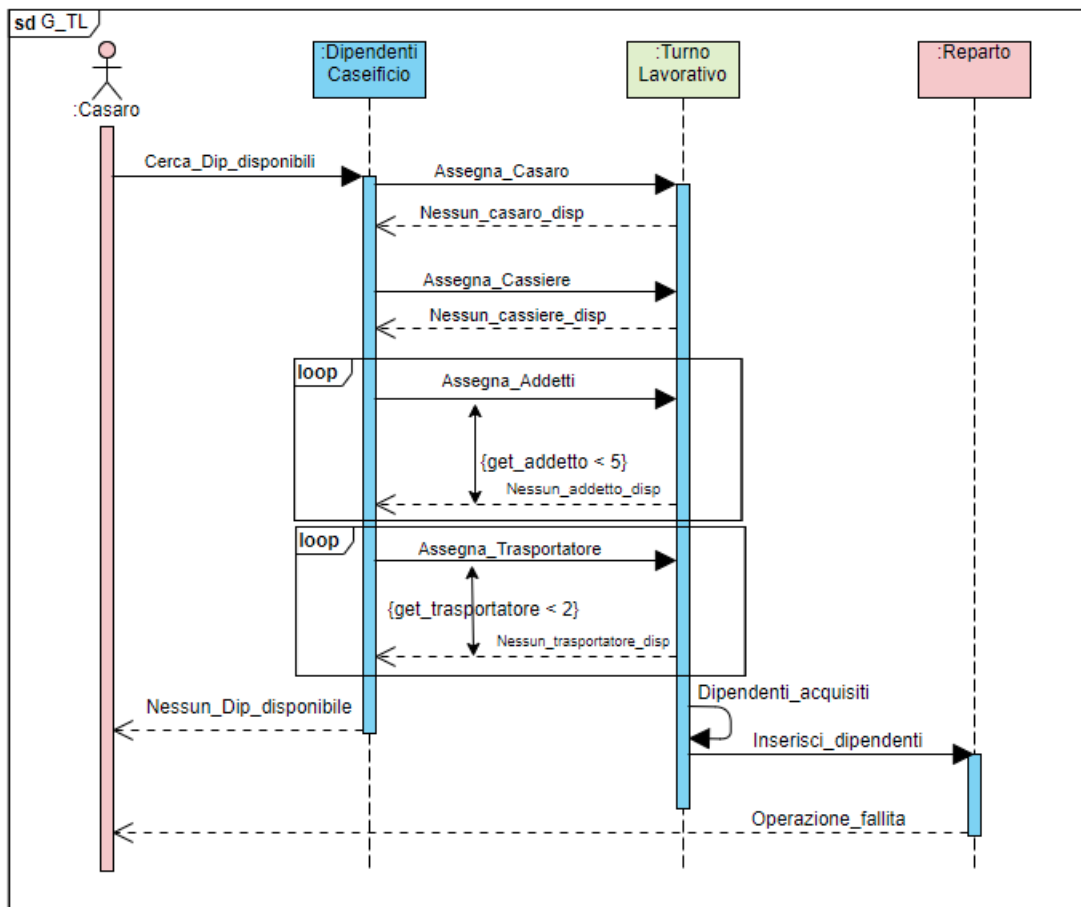 sd G_TL
:Casaro
:Dipendenti
Caseificio
:Turno
Lavorativo
:Reparto
Cerca_Dip_disponibili
Assegna_Casaro
Nessun_casaro_disp
Assegna_Cassiere
Nessun_cassiere_disp
loop
Assegna_Addetti
{get_addetto < 5}
Nessun_addetto_disp
loop
Assegna_Trasportatore
{get_trasportatore < 2}
Nessun_trasportatore_disp
Dipendenti_acquisiti
Nessun_Dip_disponibile
Inserisci_dipendenti
Operazione_fallita